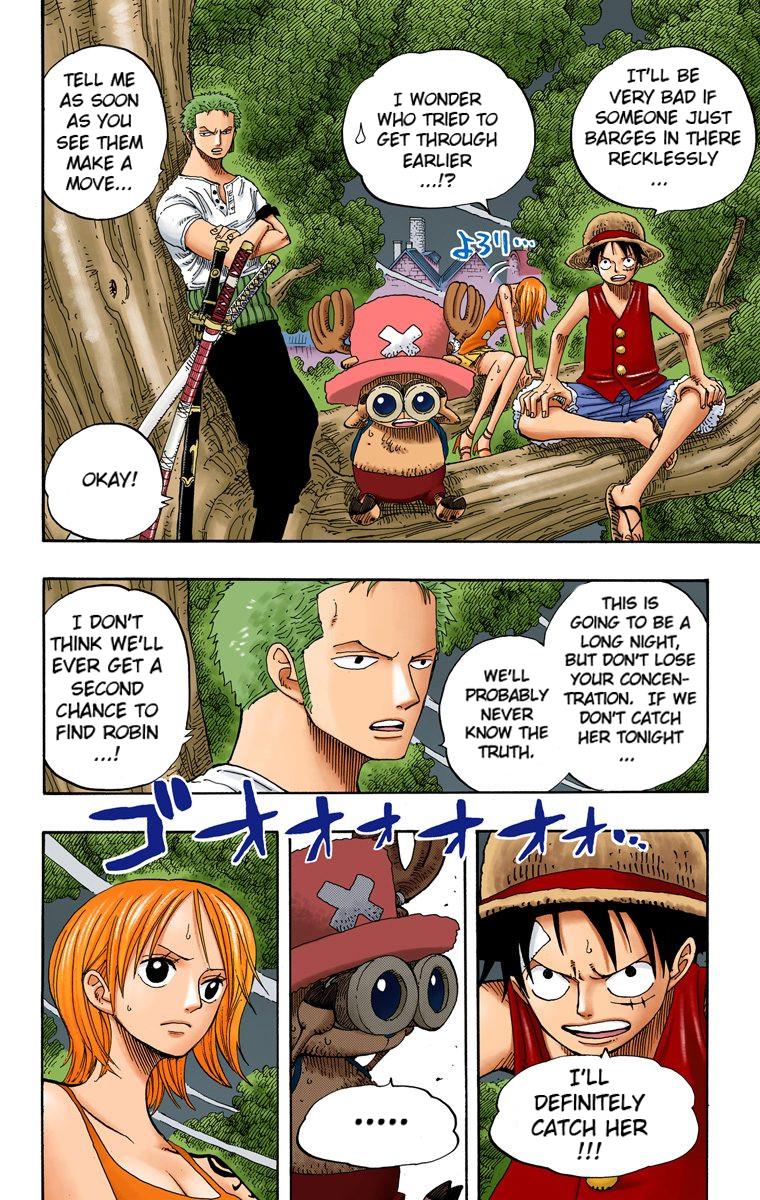 IT'LL BE
VERY BAD IF
SOMEONE JUST
BARGES IN THERE
RECKLESSLY
...
I WONDER
WHO TRIED TO
GET THROUGH
EARLIER
...!?
よろり...
TELL ME
AS SOON
AS YOU
SEE THEM
MAKE A
MOVE...
OKAY!
THIS IS
GOING TO BE A
LONG NIGHT,
BUT DON'T LOSE
YOUR CONCEN-
TRATION. IF WE
DON'T CATCH
HER TONIGHT
...
WE'LL
PROBABLY
NEVER
KNOW THE
TRUTH.
I DON'T
THINK WE'LL
EVER GET A
SECOND
CHANCE TO
FIND ROBIN
...!
ゴオオオオオオオ...
I'LL
DEFINITELY
CATCH HER
!!!
.....